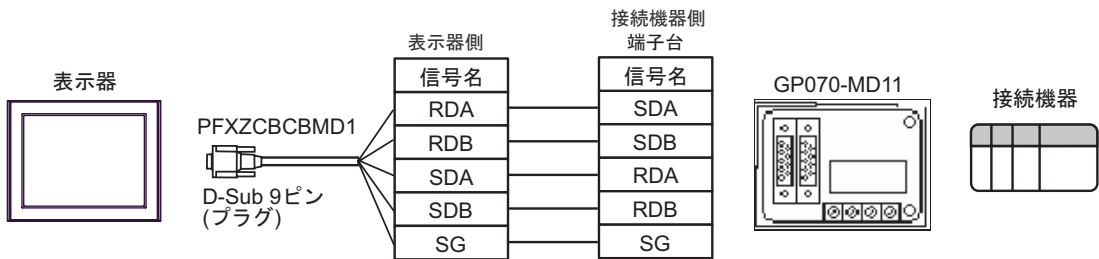 表示器
PFXZCBCBMD1
D-Sub 9ピン
(プラグ)
表示器側
信号名
RDA
RDB
SDA
SDB
SG
接続機器側
端子台
信号名
SDA
SDB
RDA
RDB
SG
GP070-MD11
接続機器